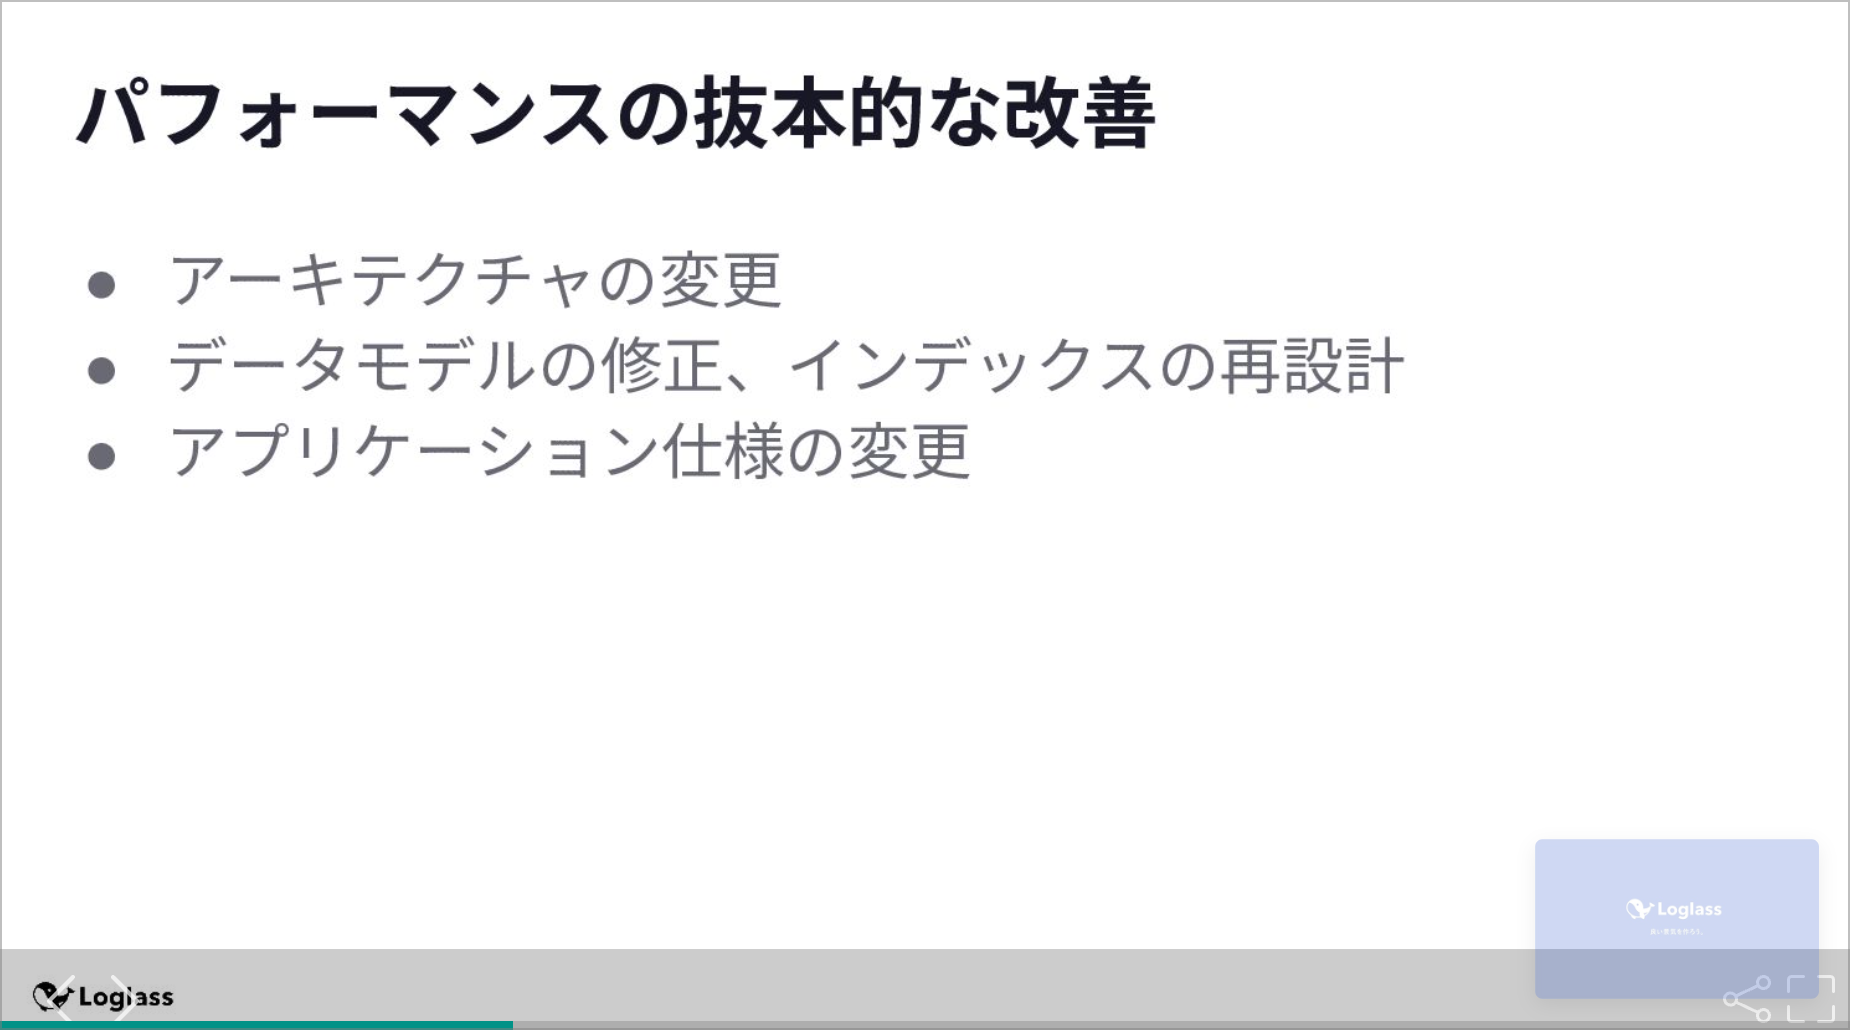 パフォーマンスの抜本的な改善
● アーキテクチャの変更
● データモデルの修正、インデックスの再設計
● アプリケーション仕様の変更
Loglass
Loglass